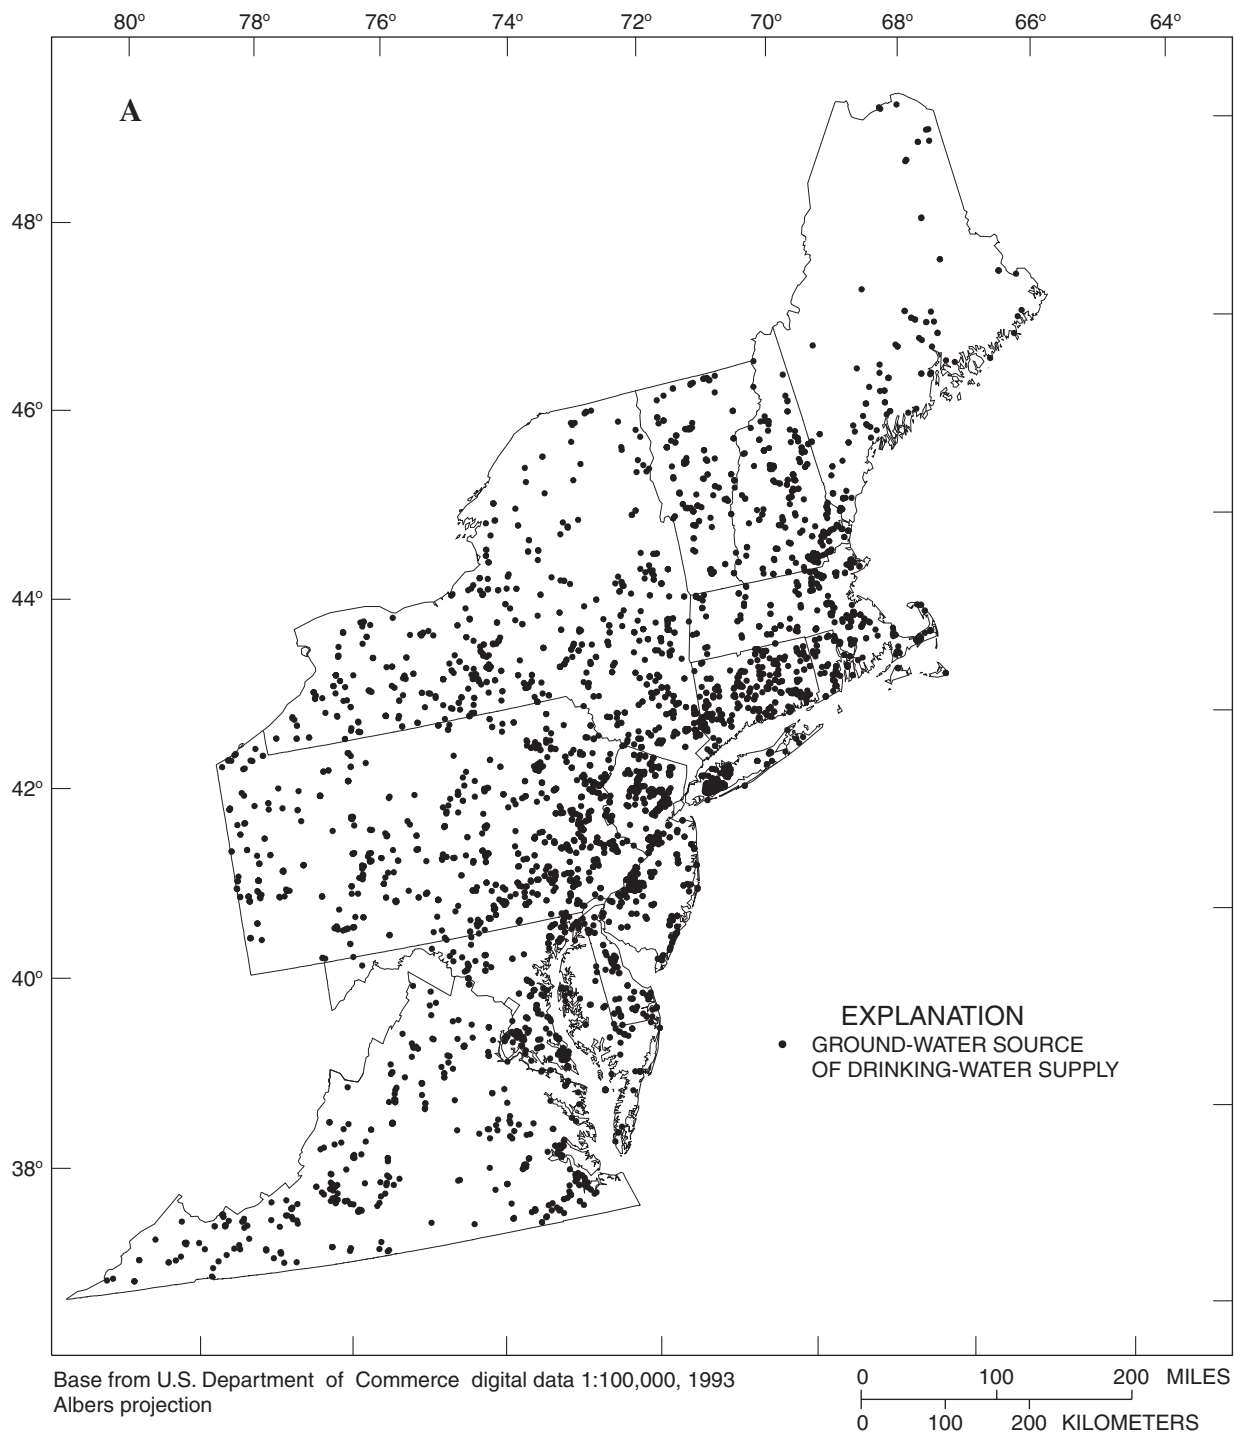 80° 78° 76° 74° 72° 70° 68° 66° 64°
A
48°
46°
44°
42°
40°
38°
EXPLANATION
GROUND-WATER SOURCE
OF DRINKING-WATER SUPPLY
Base from U.S. Department of Commerce digital data 1:100,000, 1993
Albers projection
0 100 200 MILES
0 100 200 KILOMETERS